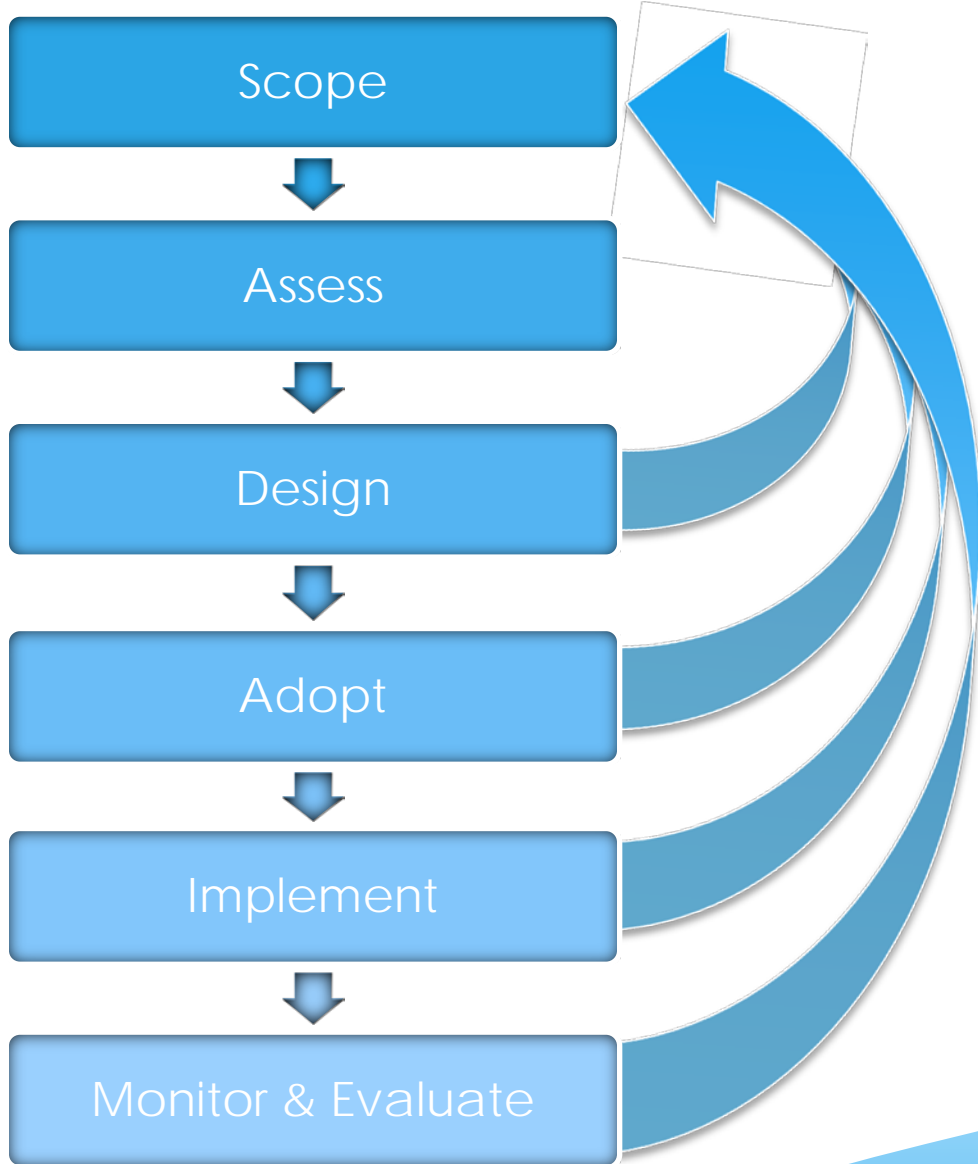 Scope
Assess
Design
Adopt
Implement
Monitor & Evaluate